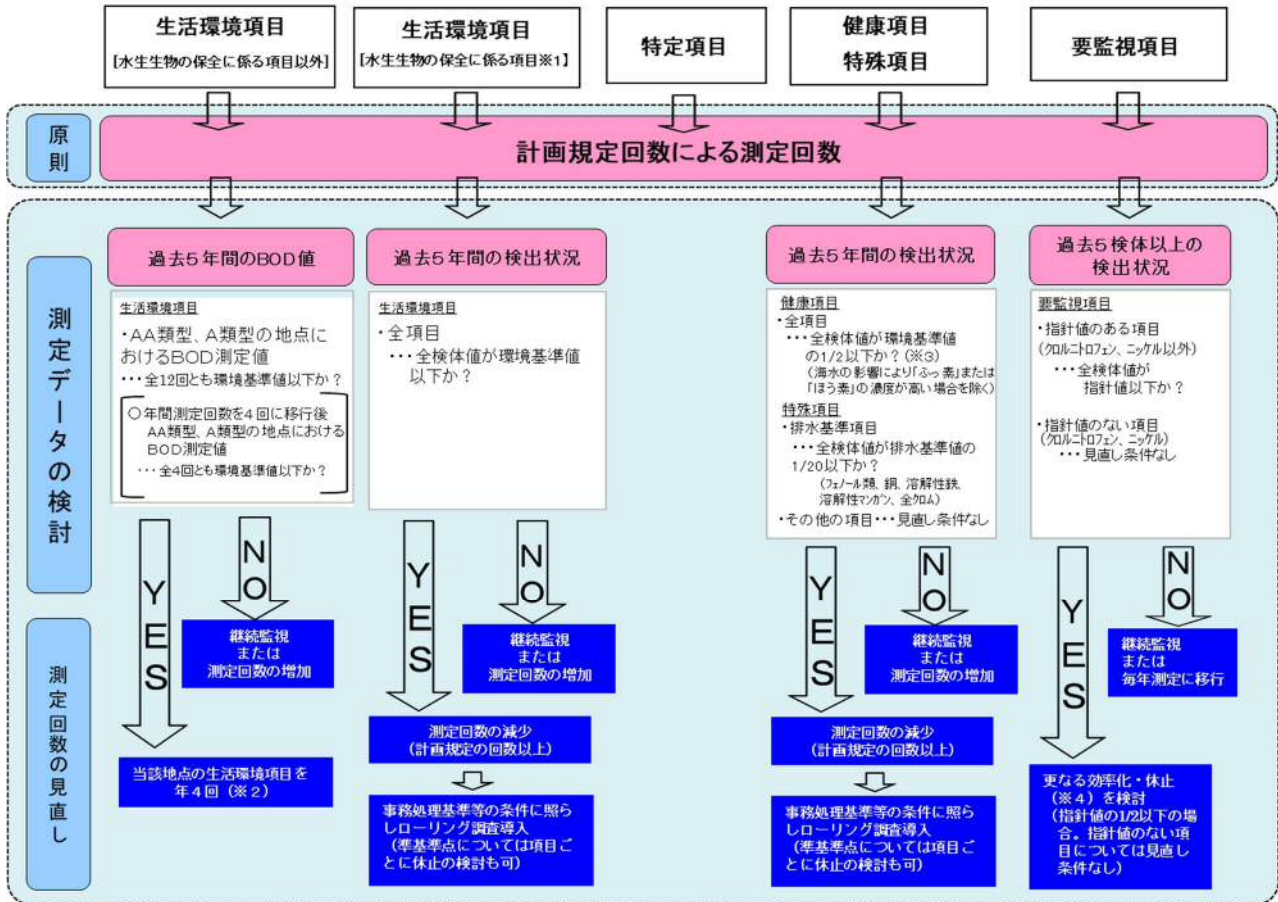 生活環境項目
[水生生物の保全に係る項目以外]
生活環境項目
[水生生物の保全に係る項目※1]
特定項目
健康項目
特殊項目
要監視項目
原則
計画規定回数による測定回数
測定データの検討
過去5年間のBOD値
生活環境項目
・AA類型、A類型の地点に
おけるBOD測定値
・・・全12回とも環境基準値以下か？
○年間測定回数を4回に移行後
AA類型、A類型の地点における
BOD測定値
・・・全4回とも環境基準値以下か？
過去5年間の検出状況
生活環境項目
・全項目
・・・全検体値が環境基準値
以下か？
過去5年間の検出状況
健康項目
・全項目
・・・全検体値が環境基準値
の1/2以下か？（※3）
（海水の影響により「ふっ素」または
「ほう素」の濃度が高い場合を除く）
特殊項目
・排水基準項目
・・・全検体値が排水基準値の
1/20以下か？
（フェノール類、銅、溶解性鉄、
溶解性マンガン、全クロム）
・その他の項目・・・見直し条件なし
過去5検体以上の
検出状況
要監視項目
・指針値のある項目
（クロルニトロフェン、ニッケル以外）
・・・全検体値が
指針値以下か？
・指針値のない項目
（クロルニトロフェン、ニッケル）
・・・見直し条件なし
測定回数の見直し
YES
NO
継続監視
または
測定回数の増加
当該地点の生活環境項目を
年4回（※2）
YES
NO
継続監視
または
測定回数の増加
測定回数の減少
（計画規定の回数以上）
事務処理基準等の条件に照ら
しローリング調査導入
（準基準点については項目ご
とに休止の検討も可）
YES
NO
継続監視
または
測定回数の増加
測定回数の減少
（計画規定の回数以上）
事務処理基準等の条件に照ら
しローリング調査導入
（準基準点については項目ご
とに休止の検討も可）
YES
NO
継続監視
または
毎年測定に移行
更なる効率化・休止
（※4）を検討
（指針値の1/2以下の場
合。指針値のない項
目については見直し
条件なし）